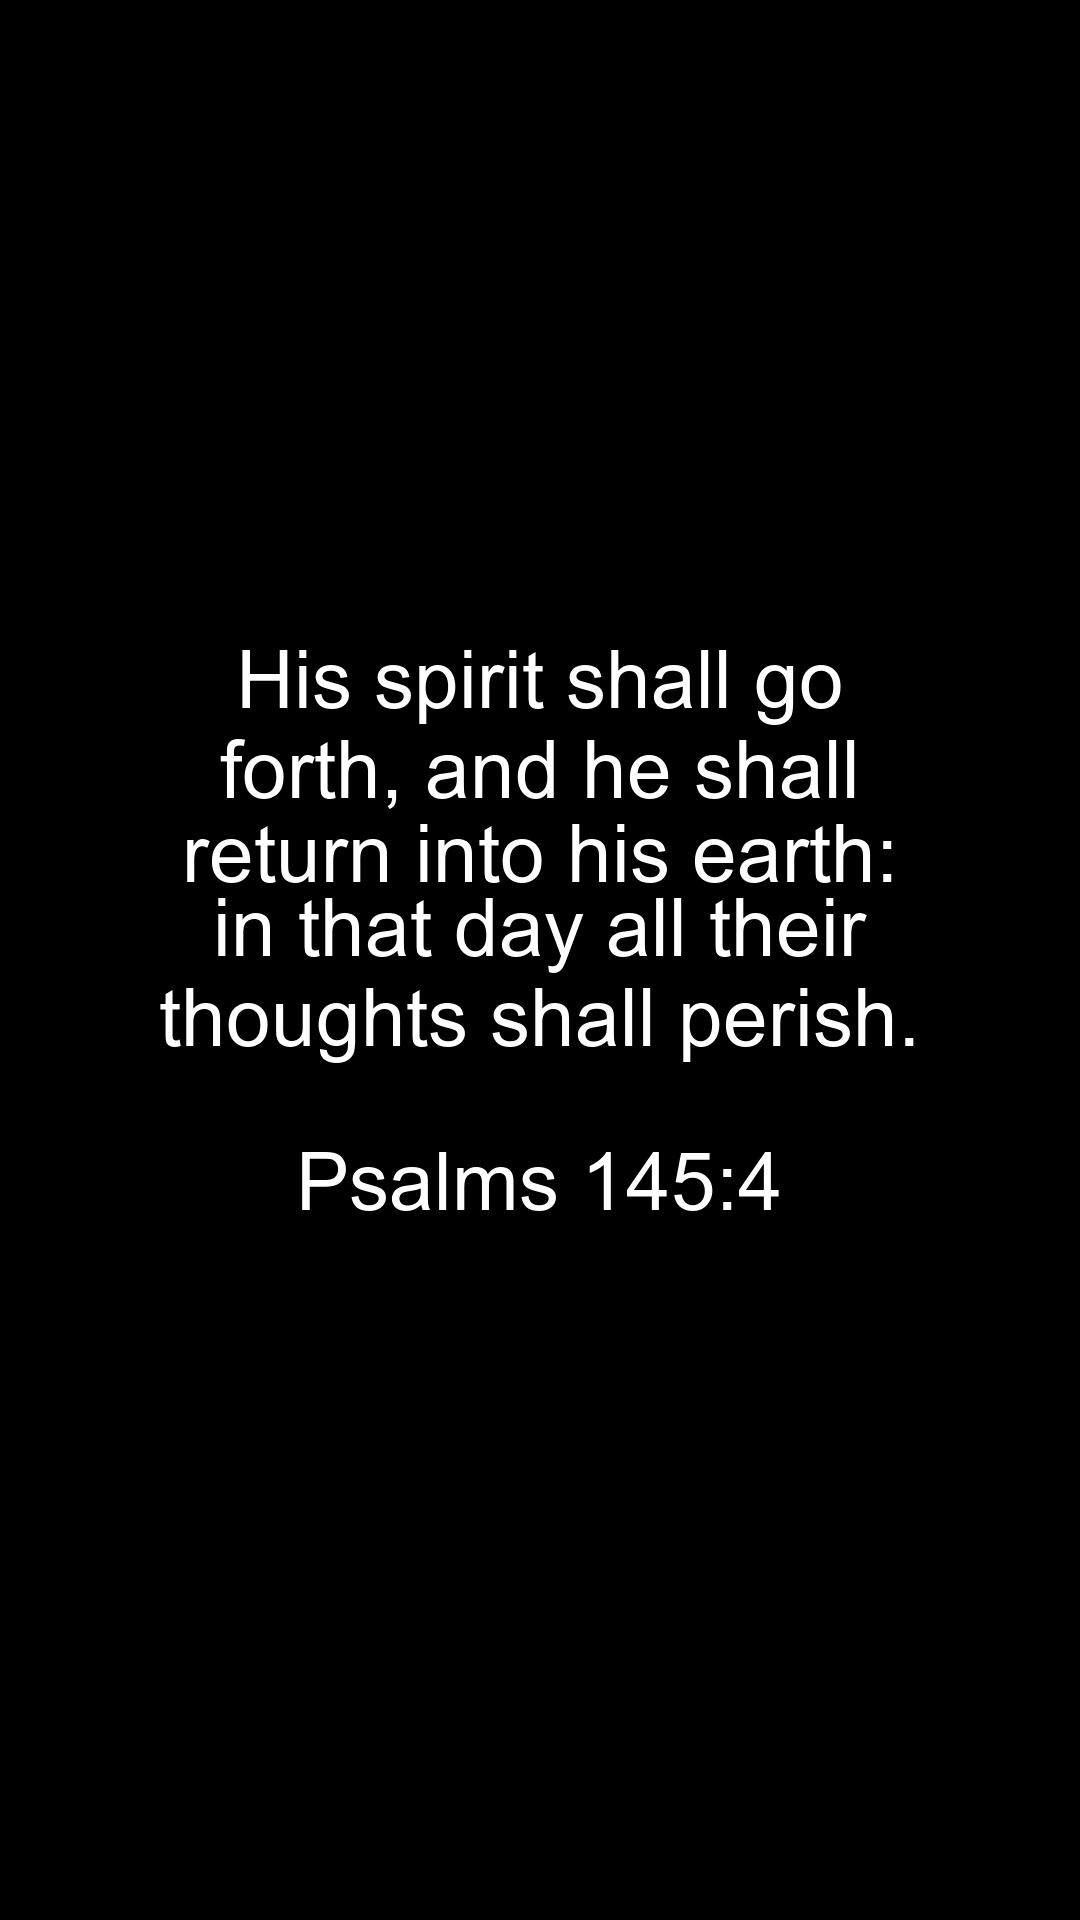 His spirit shall go
forth, and he shall
return into his earth:
in that day all their
thoughts shall perish.
Psalms 145:4